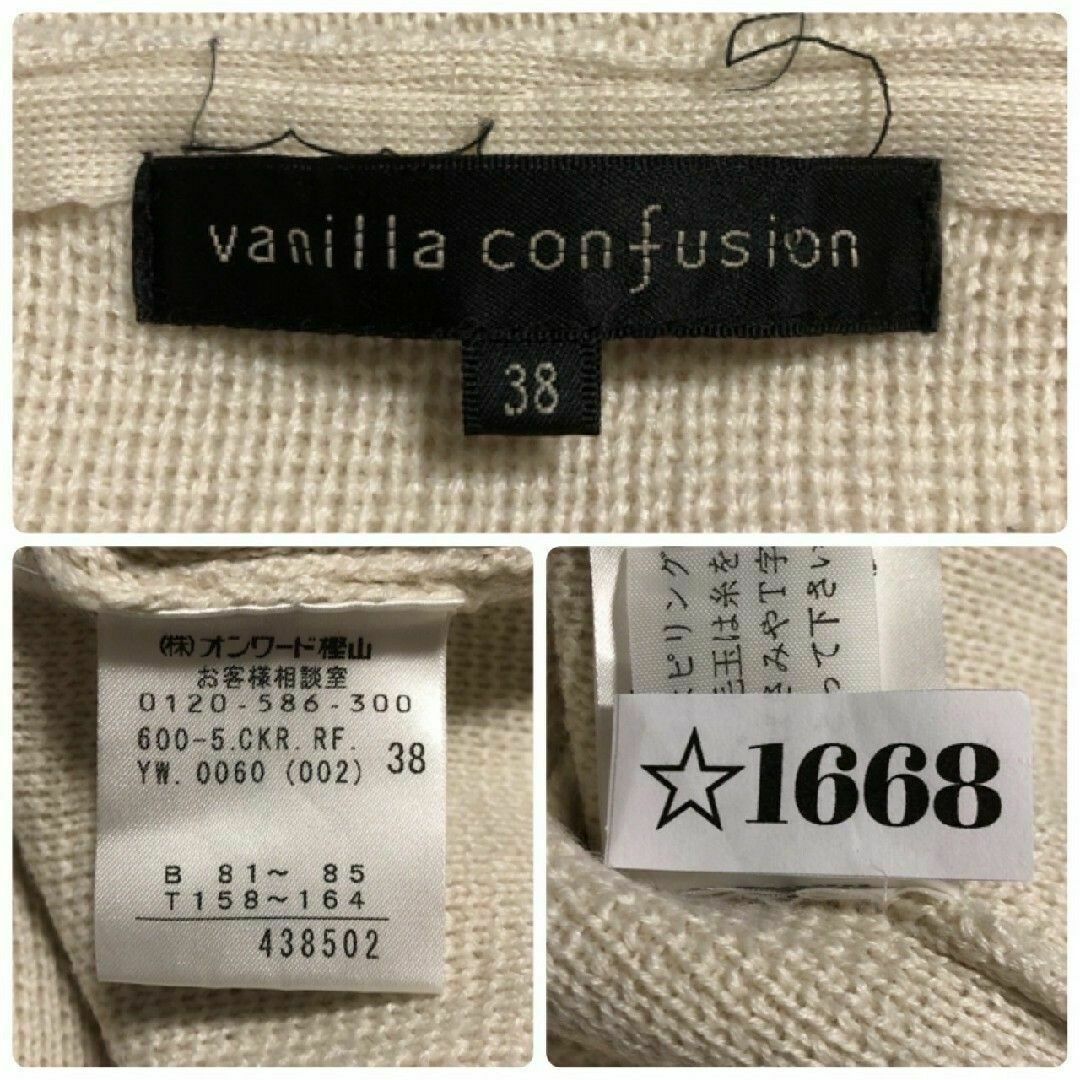 vanilla confusion
38
(株)オンワード樫山
お客様相談室
0120-586-300
600-5.CKR.RF.
YW.0060 (002) 38
B 81~ 85
T158~164
438502
ピリング
毛玉は糸を
みやT字
って下さい
☆1668